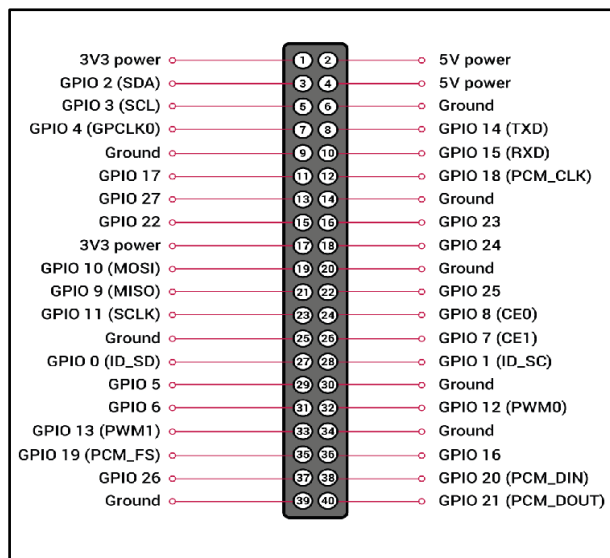 3V3 power 1 2 5V power
GPIO 2 (SDA) 3 4 5V power
GPIO 3 (SCL) 5 6 Ground
GPIO 4 (GPCLK0) 7 8 GPIO 14 (TXD)
Ground 9 10 GPIO 15 (RXD)
GPIO 17 11 12 GPIO 18 (PCM_CLK)
GPIO 27 13 14 Ground
GPIO 22 15 16 GPIO 23
3V3 power 17 18 GPIO 24
GPIO 10 (MOSI) 19 20 Ground
GPIO 9 (MISO) 21 22 GPIO 25
GPIO 11 (SCLK) 23 24 GPIO 8 (CE0)
Ground 25 26 GPIO 7 (CE1)
GPIO 0 (ID_SD) 27 28 GPIO 1 (ID_SC)
GPIO 5 29 30 Ground
GPIO 6 31 32 GPIO 12 (PWM0)
GPIO 13 (PWM1) 33 34 Ground
GPIO 19 (PCM_FS) 35 36 GPIO 16
GPIO 26 37 38 GPIO 20 (PCM_DIN)
Ground 39 40 GPIO 21 (PCM_DOUT)